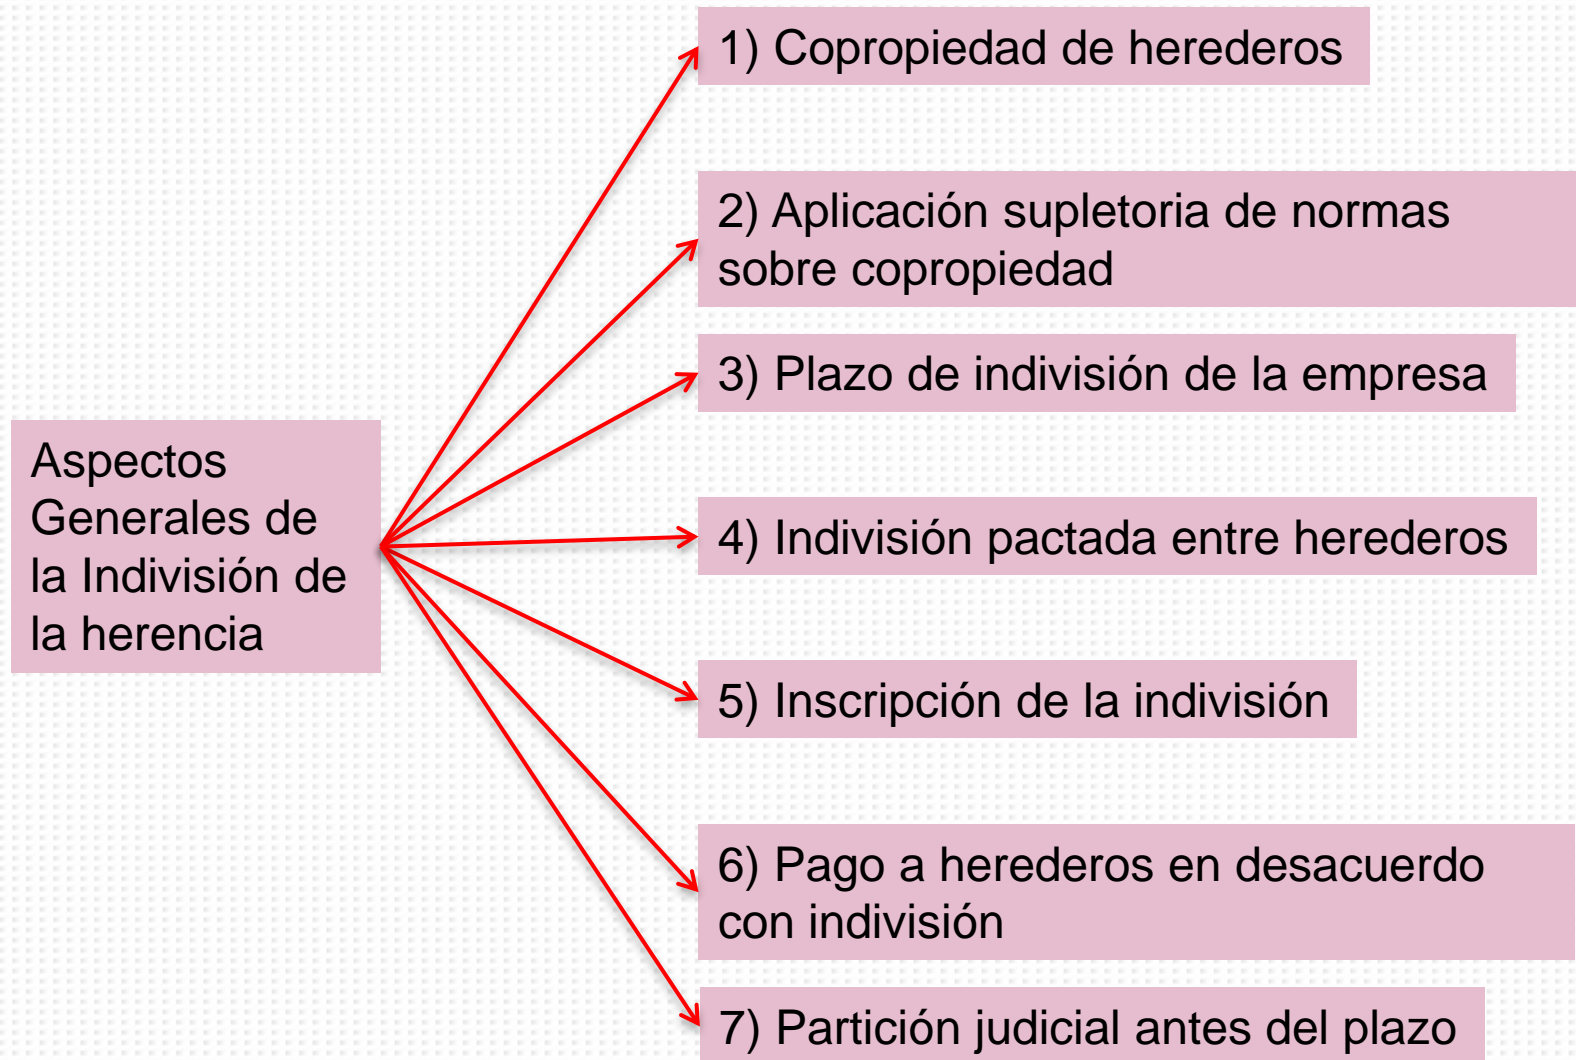 1) Copropiedad de herederos
2) Aplicación supletoria de normas
sobre copropiedad
3) Plazo de indivisión de la empresa
Aspectos
Generales de
la Indivisión de
la herencia
4) Indivisión pactada entre herederos
5) Inscripción de la indivisión
6) Pago a herederos en desacuerdo
con indivisión
7) Partición judicial antes del plazo